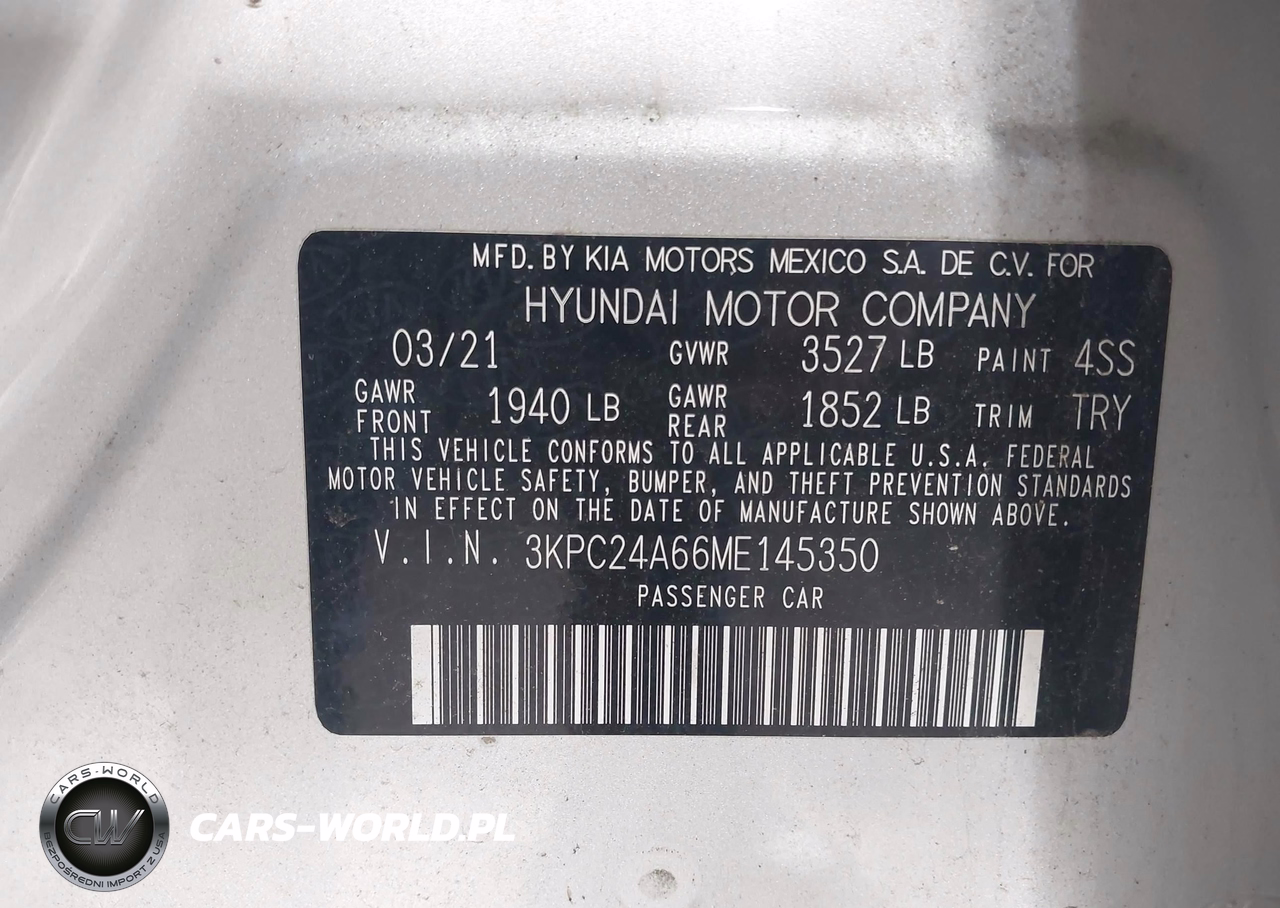 MFD. BY KIA MOTORS MEXICO S.A. DE C.V. FOR
HYUNDAI MOTOR COMPANY
03/21 GVWR 3527 LB PAINT 4SS
GAWR FRONT 1940 LB GAWR REAR 1852 LB TRIM TRY
THIS VEHICLE CONFORMS TO ALL APPLICABLE U.S.A. FEDERAL
MOTOR VEHICLE SAFETY, BUMPER, AND THEFT PREVENTION STANDARDS
IN EFFECT ON THE DATE OF MANUFACTURE SHOWN ABOVE.
V.I.N. 3KPC24A66ME145350
PASSENGER CAR
CARS-WORLD
CW
BEZPOŚREDNI IMPORT Z USA
CARS-WORLD.PL